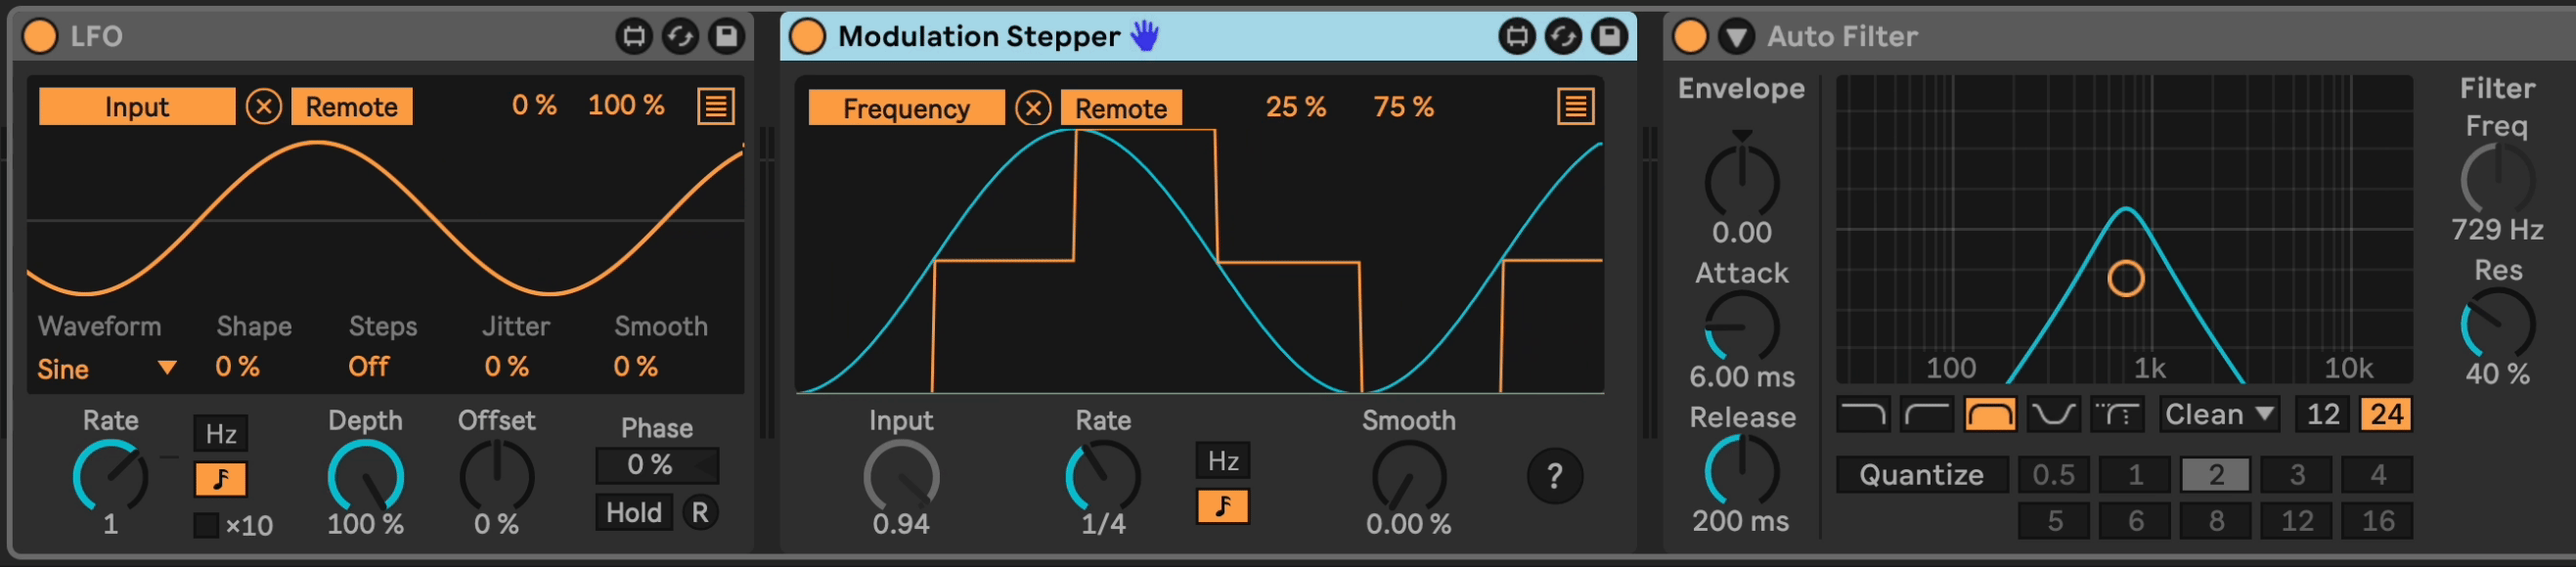 LFO
Input Remote 0 % 100 %
Waveform Shape Steps Jitter Smooth
Sine 0 % Off 0 % 0 %
Rate Depth Offset Phase
Hz
0 %
Hold R
1 ×10 100 % 0 %
Modulation Stepper
Frequency Remote 25 % 75 %
Input Rate Smooth
Hz
?
0.94 1/4 0.00 %
Auto Filter
Envelope
0.00
Attack
6.00 ms
Release
200 ms
100 1k 10k
Clean 12 24
Quantize 0.5 1 2 3 4
5 6 8 12 16
Filter
Freq
729 Hz
Res
40 %